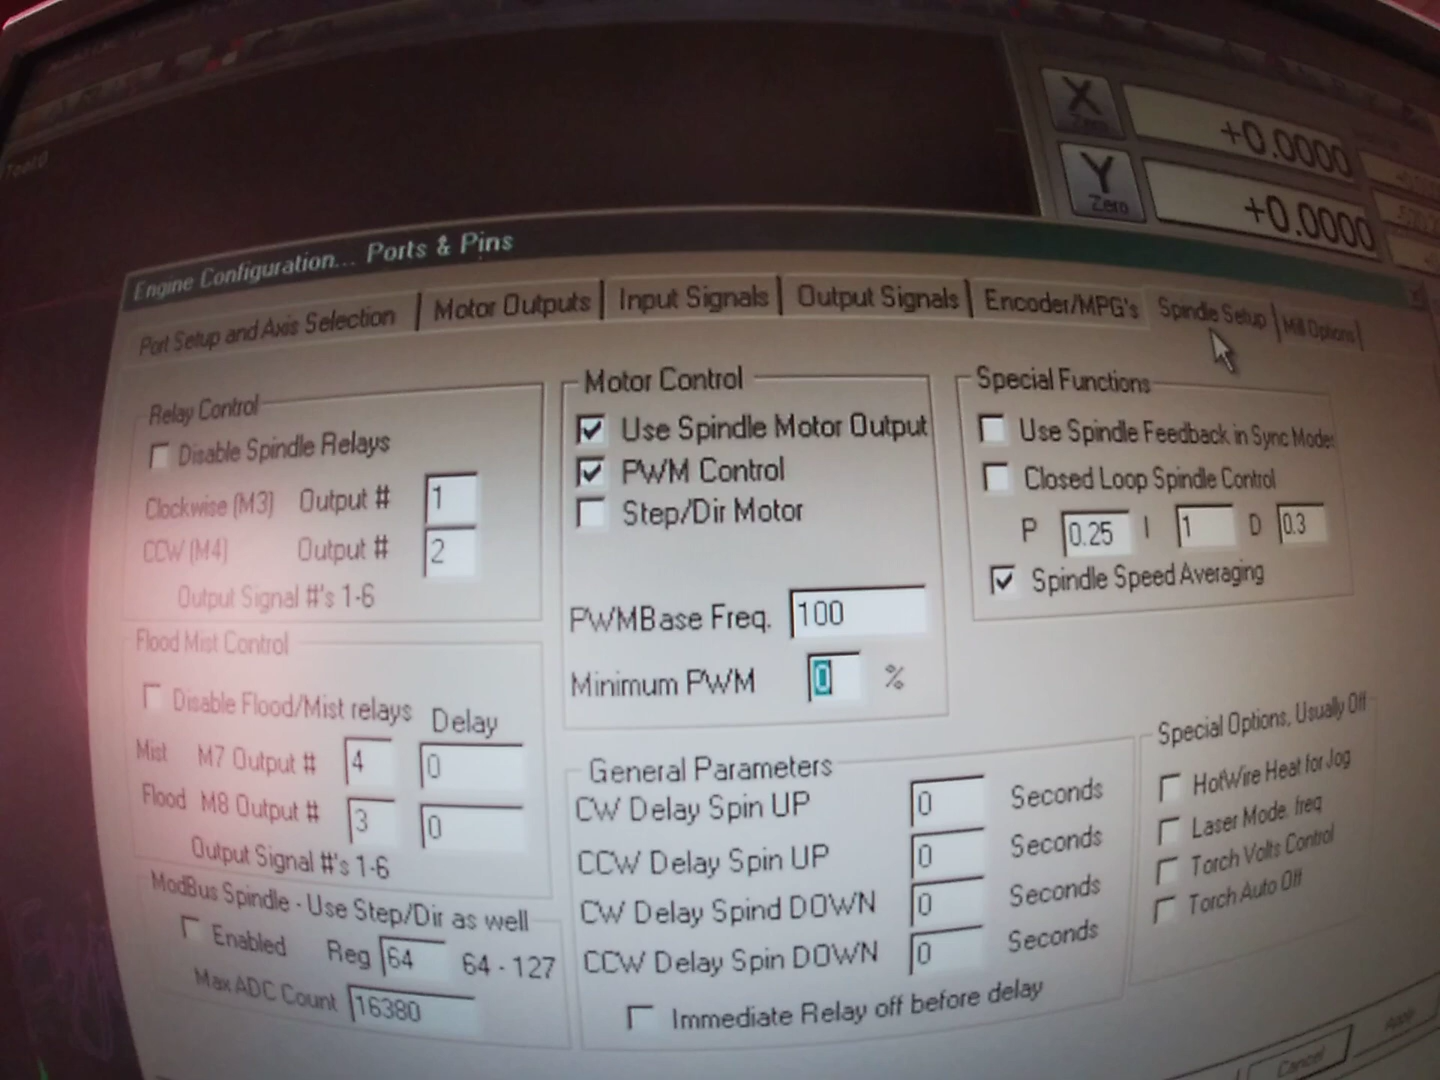 Tool:0
X
Zero
+0.0000
Y
Zero
+0.0000
Engine Configuration... Ports & Pins
Port Setup and Axis Selection
Motor Outputs
Input Signals
Output Signals
Encoder/MPG's
Spindle Setup
Mill Options
Relay Control
Disable Spindle Relays
Clockwise (M3) Output # 1
CCW (M4) Output # 2
Output Signal #'s 1-6
Flood Mist Control
Disable Flood/Mist relays Delay
Mist M7 Output # 4 0
Flood M8 Output # 3 0
Output Signal #'s 1-6
ModBus Spindle - Use Step/Dir as well
Enabled Reg 64 64 - 127
Max ADC Count 16380
Motor Control
Use Spindle Motor Output
PWM Control
Step/Dir Motor
PWMBase Freq. 100
Minimum PWM 0 %
General Parameters
CW Delay Spin UP 0 Seconds
CCW Delay Spin UP 0 Seconds
CW Delay Spind DOWN 0 Seconds
CCW Delay Spin DOWN 0 Seconds
Immediate Relay off before delay
Special Functions
Use Spindle Feedback in Sync Modes
Closed Loop Spindle Control
P 0.25 I 1 D 0.3
Spindle Speed Averaging
Special Options, Usually Off
HotWire Heat for Jog
Laser Mode. freq
Torch Volts Control
Torch Auto Off
Cancel
Apply